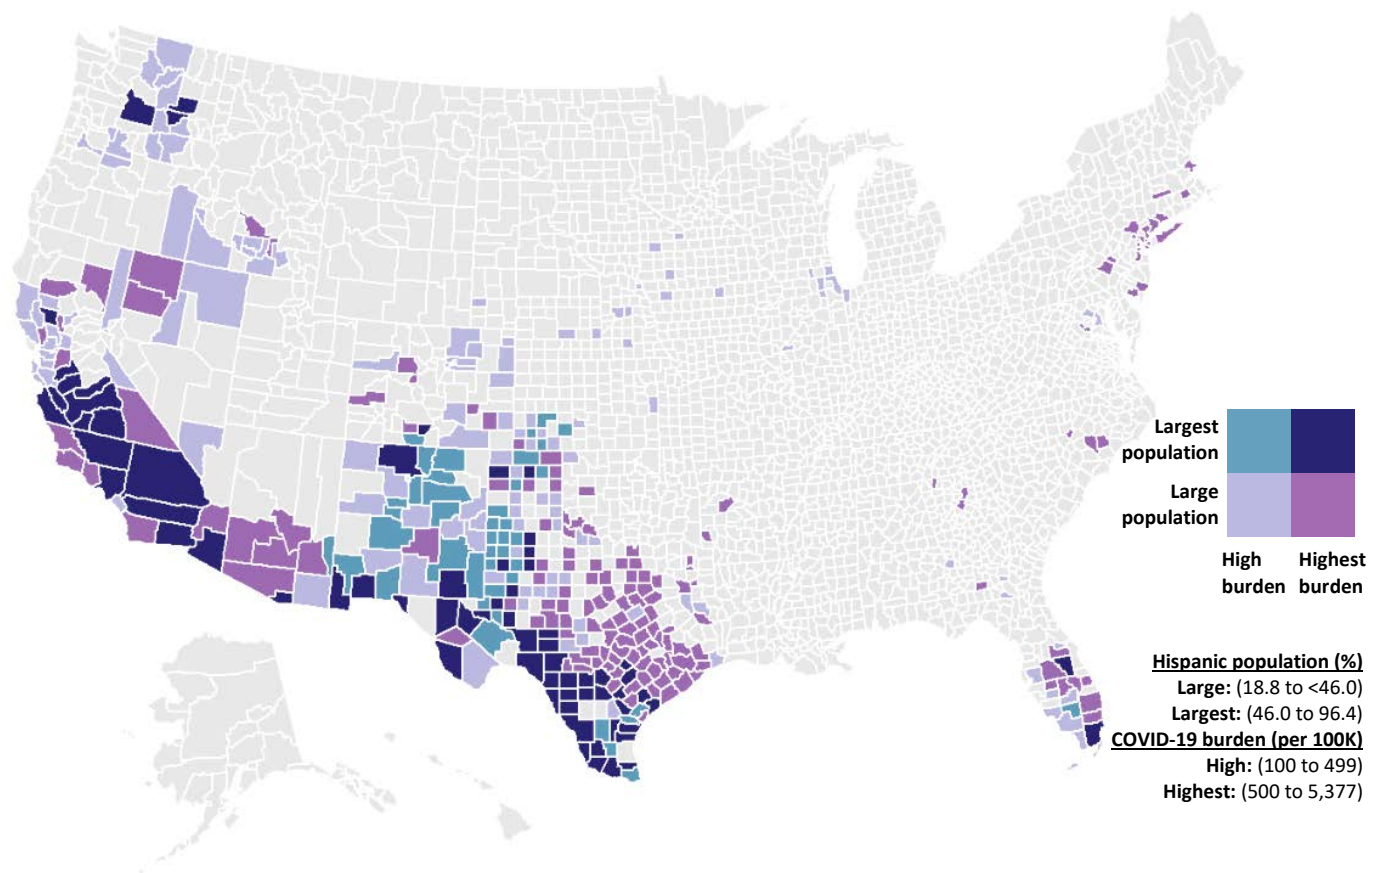 Largest
population
Large
population
High Highest
burden burden
Hispanic population (%)
Large: (18.8 to <46.0)
Largest: (46.0 to 96.4)
COVID-19 burden (per 100K)
High: (100 to 499)
Highest: (500 to 5,377)